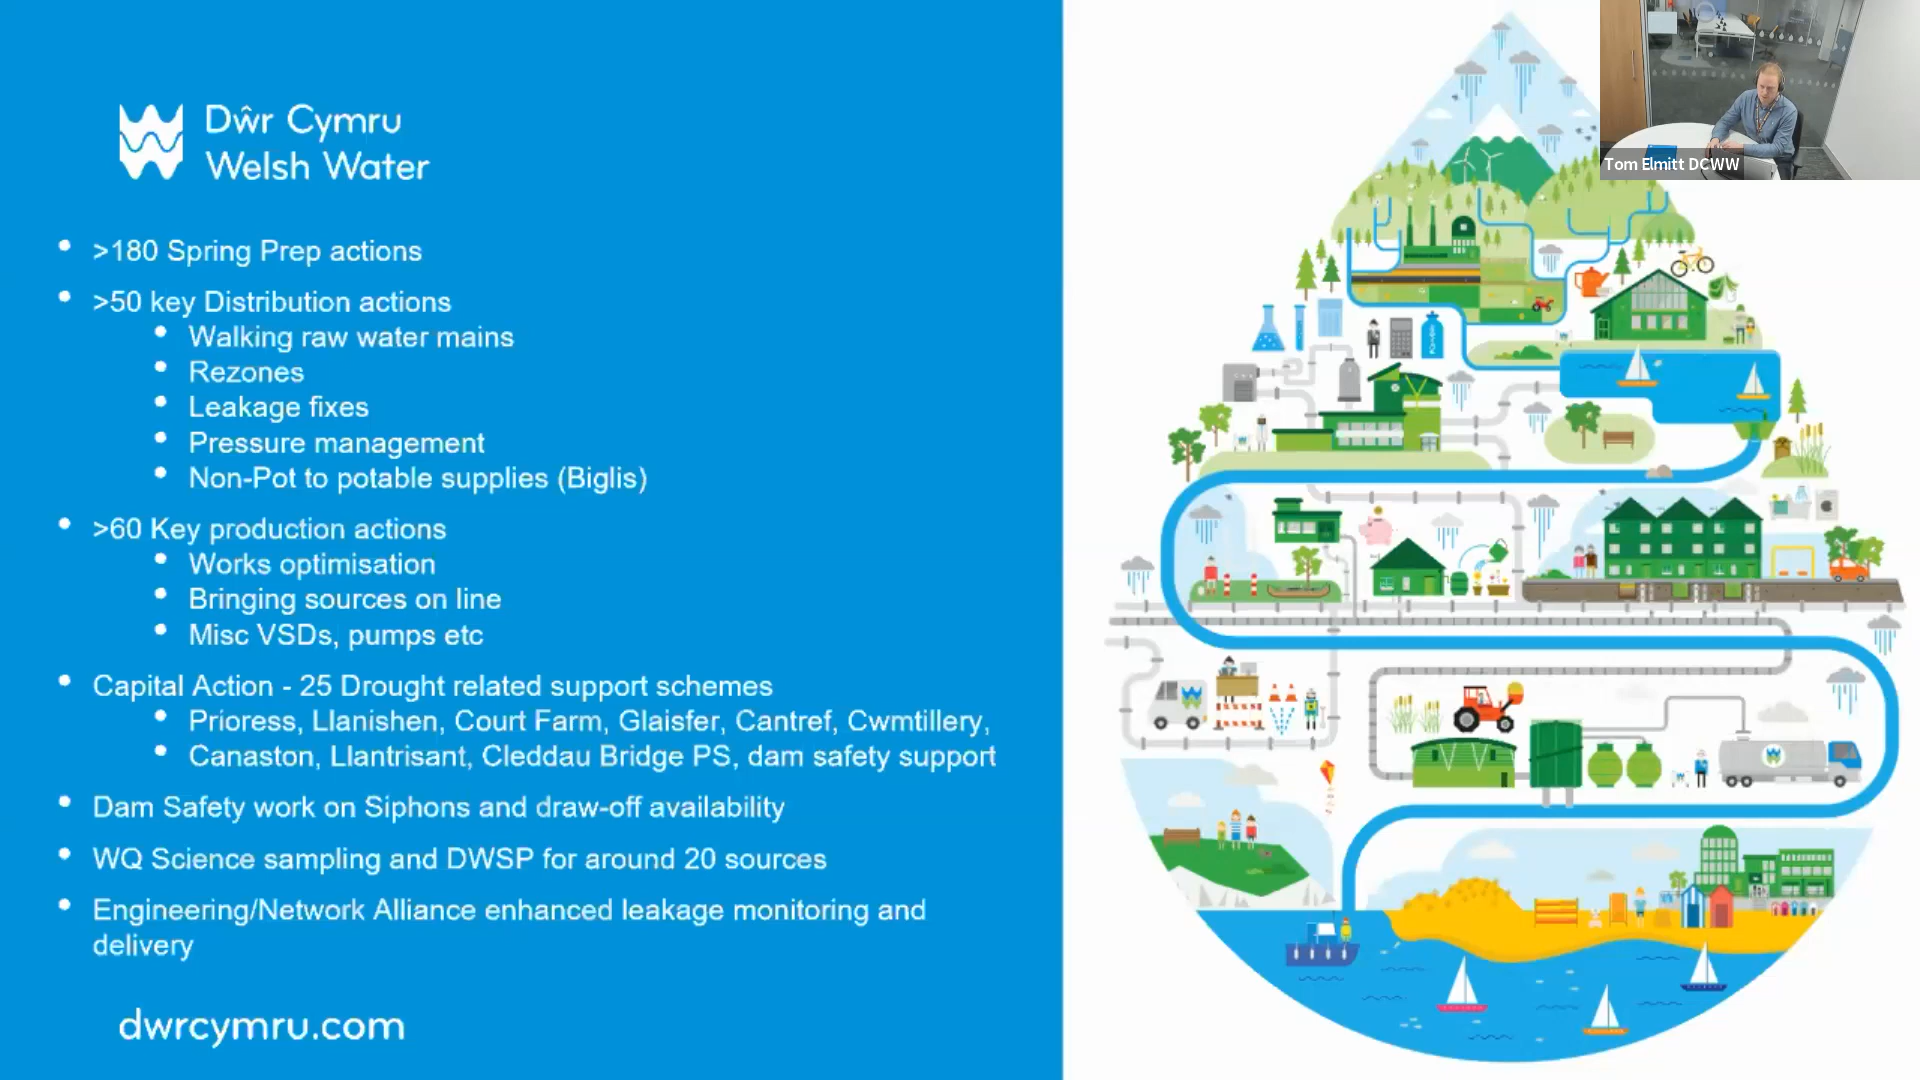 Dŵr Cymru
Welsh Water
>180 Spring Prep actions
>50 key Distribution actions
Walking raw water mains
Rezones
Leakage fixes
Pressure management
Non-Pot to potable supplies (Biglis)
>60 Key production actions
Works optimisation
Bringing sources on line
Misc VSDs, pumps etc
Capital Action - 25 Drought related support schemes
Prioress, Llanishen, Court Farm, Glaisfer, Cantref, Cwmtillery,
Canaston, Llantrisant, Cleddau Bridge PS, dam safety support
Dam Safety work on Siphons and draw-off availability
WQ Science sampling and DWSP for around 20 sources
Engineering/Network Alliance enhanced leakage monitoring and
delivery
dwrcymru.com
Tom Elmitt DCWW